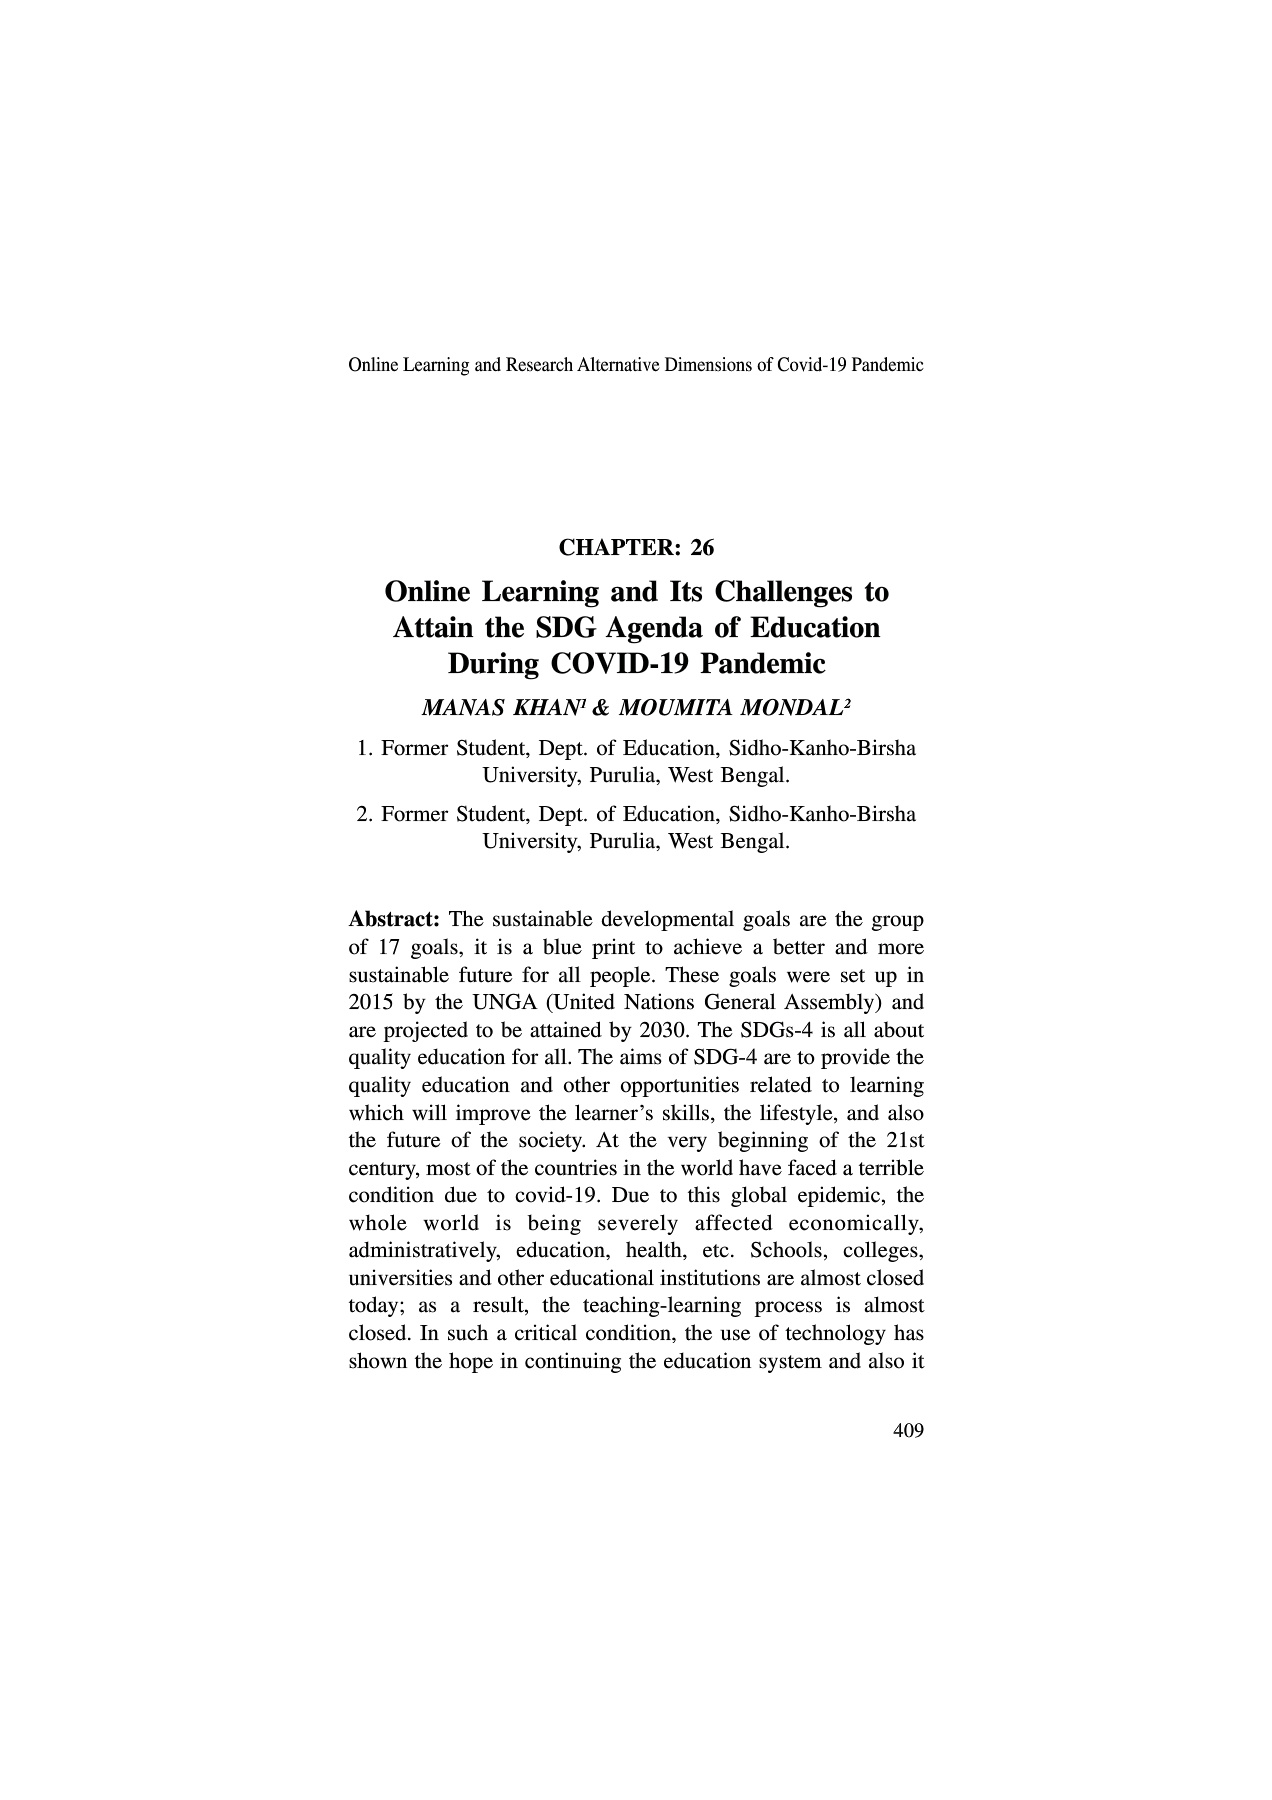 Online Learning and Research Alternative Dimensions of Covid-19 Pandemic
CHAPTER: 26
Online Learning and Its Challenges to
Attain the SDG Agenda of Education
During COVID-19 Pandemic
MANAS KHAN¹ & MOUMITA MONDAL²
1. Former Student, Dept. of Education, Sidho-Kanho-Birsha
University, Purulia, West Bengal.
2. Former Student, Dept. of Education, Sidho-Kanho-Birsha
University, Purulia, West Bengal.
Abstract: The sustainable developmental goals are the group
of 17 goals, it is a blue print to achieve a better and more
sustainable future for all people. These goals were set up in
2015 by the UNGA (United Nations General Assembly) and
are projected to be attained by 2030. The SDGs-4 is all about
quality education for all. The aims of SDG-4 are to provide the
quality education and other opportunities related to learning
which will improve the learner’s skills, the lifestyle, and also
the future of the society. At the very beginning of the 21st
century, most of the countries in the world have faced a terrible
condition due to covid-19. Due to this global epidemic, the
whole world is being severely affected economically,
administratively, education, health, etc. Schools, colleges,
universities and other educational institutions are almost closed
today; as a result, the teaching-learning process is almost
closed. In such a critical condition, the use of technology has
shown the hope in continuing the education system and also it
409